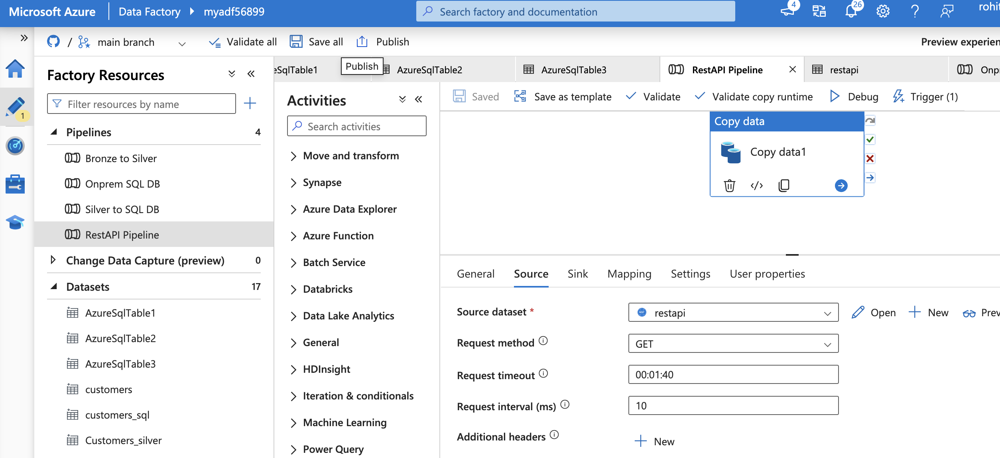 Microsoft Azure
Data Factory
myadf56899
Search factory and documentation
4
26
rohit
/
main branch
Validate all
Save all
Publish
Preview experien
Publish
1
Factory Resources
Filter resources by name
Pipelines 4
Bronze to Silver
Onprem SQL DB
Silver to SQL DB
RestAPI Pipeline
Change Data Capture (preview) 0
Datasets 17
AzureSqlTable1
AzureSqlTable2
AzureSqlTable3
customers
customers_sql
Customers_silver
eSqlTable1
AzureSqlTable2
AzureSqlTable3
RestAPI Pipeline
restapi
Onp
Activities
Search activities
Move and transform
Synapse
Azure Data Explorer
Azure Function
Batch Service
Databricks
Data Lake Analytics
General
HDInsight
Iteration & conditionals
Machine Learning
Power Query
Saved
Save as template
Validate
Validate copy runtime
Debug
Trigger (1)
Copy data
Copy data1
General
Source
Sink
Mapping
Settings
User properties
Source dataset *
restapi
Open
New
Prev
Request method
GET
Request timeout
00:01:40
Request interval (ms)
10
Additional headers
New